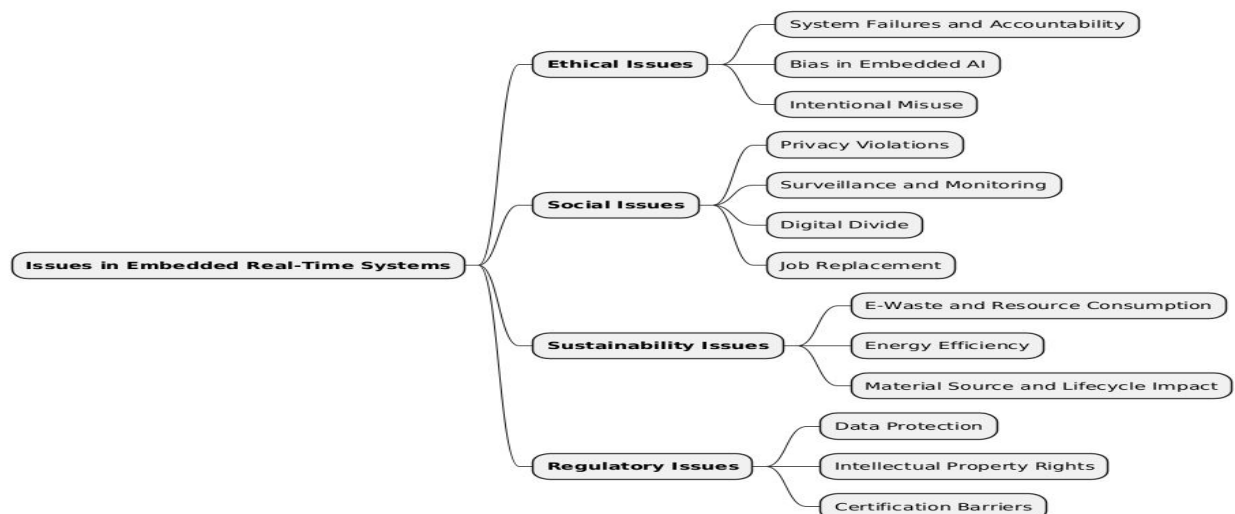 Issues in Embedded Real-Time Systems
Ethical Issues
System Failures and Accountability
Bias in Embedded AI
Intentional Misuse
Social Issues
Privacy Violations
Surveillance and Monitoring
Digital Divide
Job Replacement
Sustainability Issues
E-Waste and Resource Consumption
Energy Efficiency
Material Source and Lifecycle Impact
Regulatory Issues
Data Protection
Intellectual Property Rights
Certification Barriers